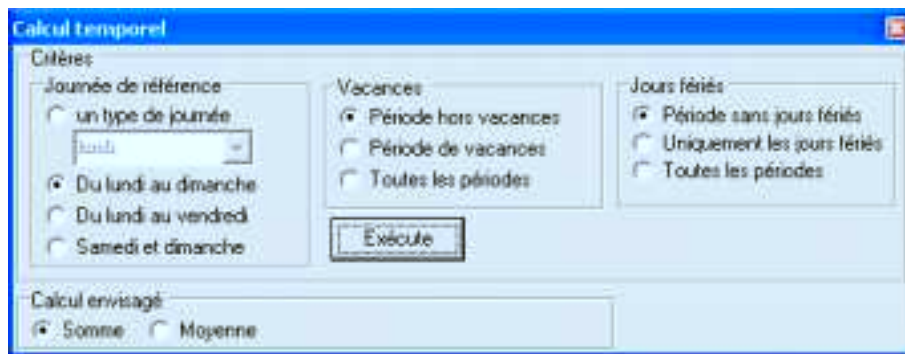 Calcul temporel
Critères
Journée de référence
un type de journée
lundi
Du lundi au dimanche
Du lundi au vendredi
Samedi et dimanche
Vacances
Période hors vacances
Période de vacances
Toutes les périodes
Exécute
Jours fériés
Période sans jours fériés
Uniquement les jours fériés
Toutes les périodes
Calcul envisagé
Somme Moyenne